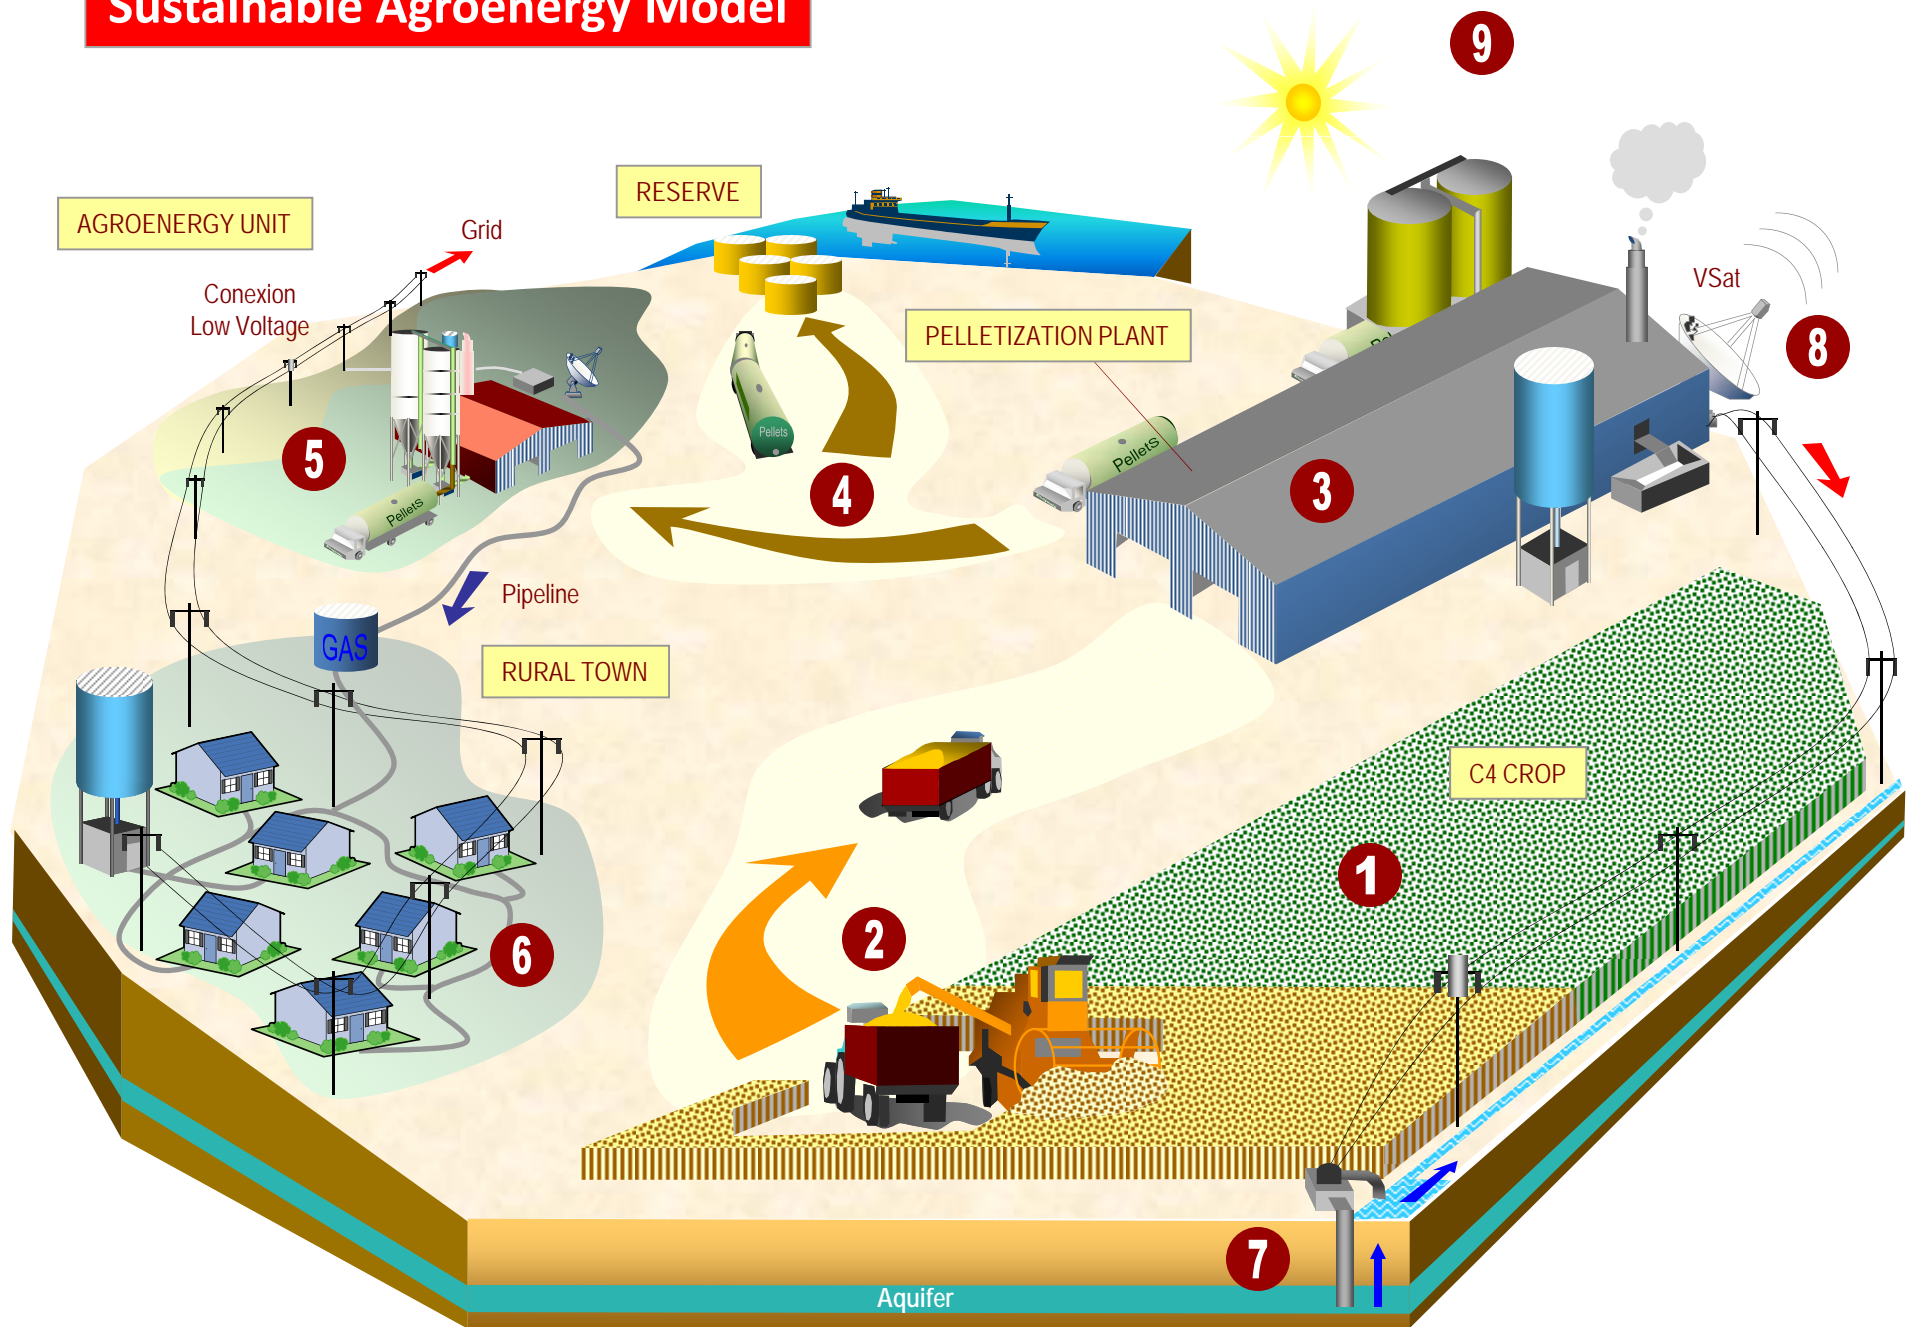 Sustainable Agroenergy Model
9
RESERVE
AGROENERGY UNIT
Grid
Conexion
Low Voltage
VSat
PELLETIZATION PLANT
8
Pellets
Pellets
5
4
3
Pellets
Pipeline
GAS
RURAL TOWN
C4 CROP
1
2
6
7
Aquifer